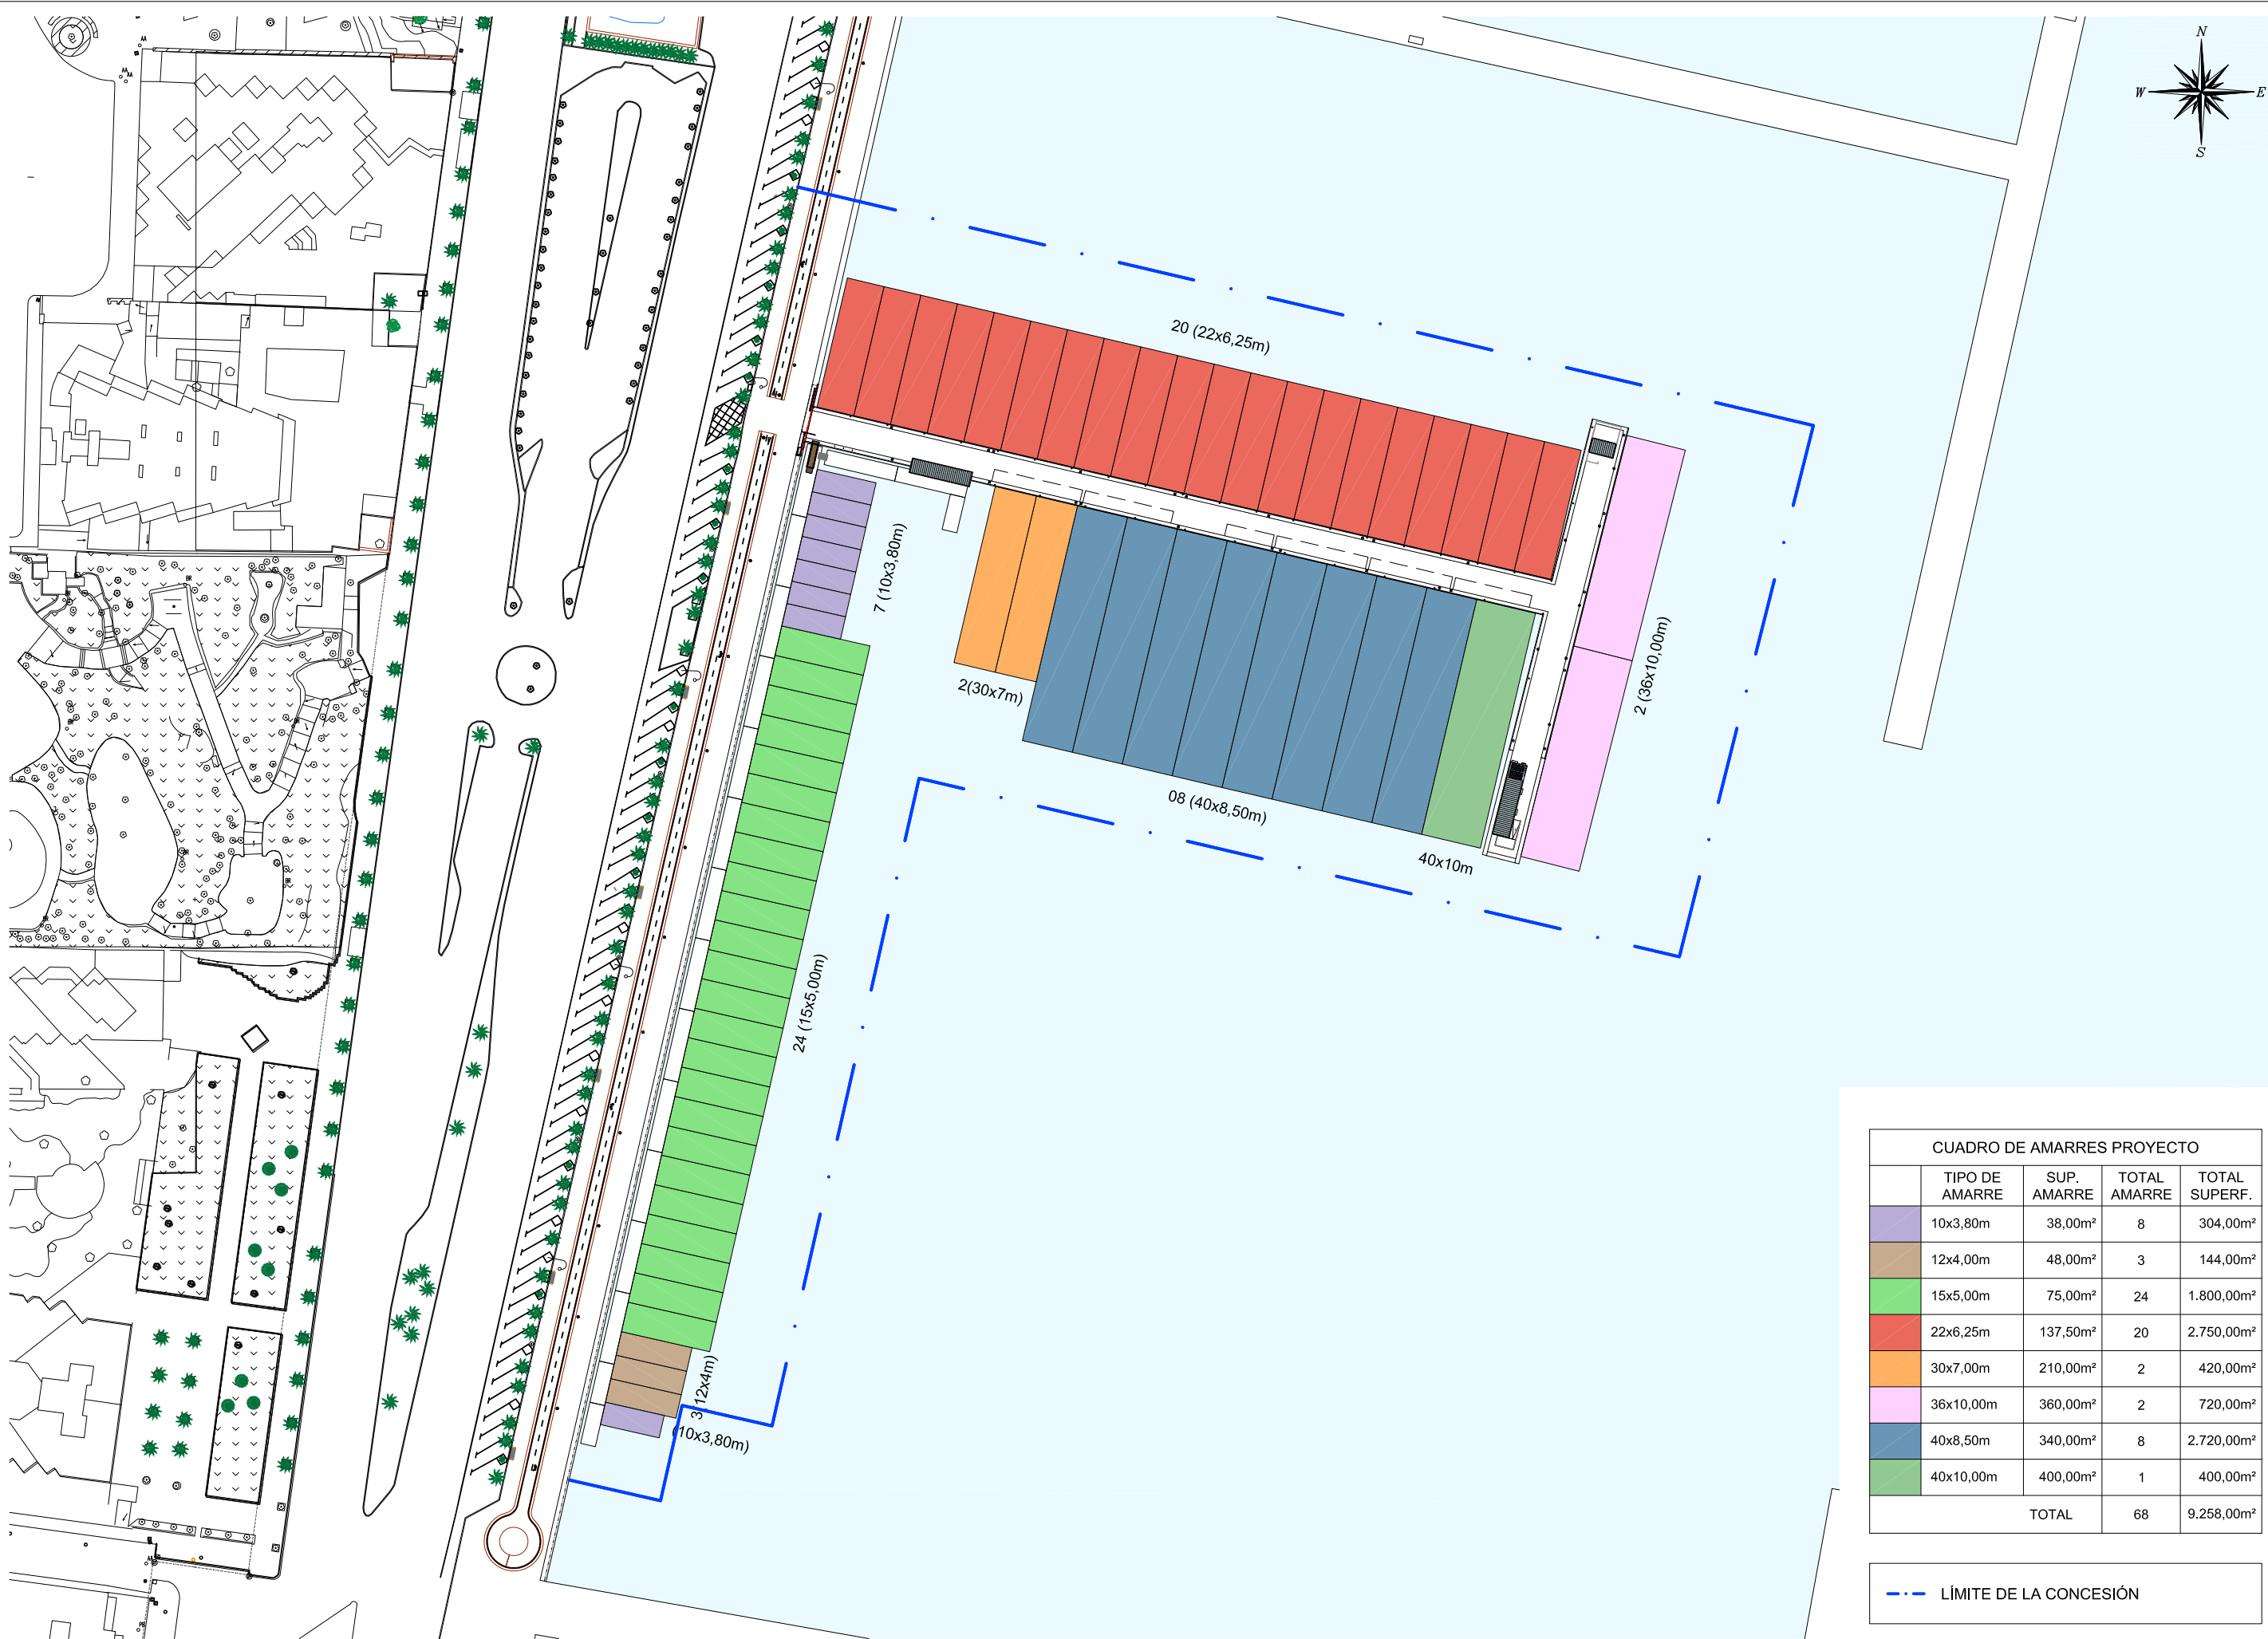 N
W
E
S
20 (22x6,25m)
7 (10x3,80m)
2(30x7m)
2 (36x10,00m)
08 (40x8,50m)
40x10m
24 (15x5,00m)
3(12x4m)
(10x3,80m)
CUADRO DE AMARRES PROYECTO
TIPO DE AMARRE SUP. AMARRE TOTAL AMARRE TOTAL SUPERF.
10x3,80m 38,00m² 8 304,00m²
12x4,00m 48,00m² 3 144,00m²
15x5,00m 75,00m² 24 1.800,00m²
22x6,25m 137,50m² 20 2.750,00m²
30x7,00m 210,00m² 2 420,00m²
36x10,00m 360,00m² 2 720,00m²
40x8,50m 340,00m² 8 2.720,00m²
40x10,00m 400,00m² 1 400,00m²
TOTAL 68 9.258,00m²
LÍMITE DE LA CONCESIÓN